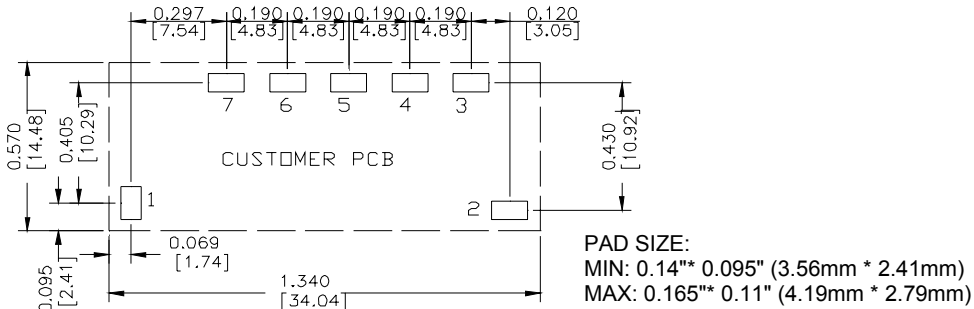 0.297 0.190 0.190 0.190 0.190 0.120
[7.54] [4.83] [4.83] [4.83] [4.83] [3.05]
7 6 5 4 3
0.570
[14.48]
0.405
[10.29]
0.430
[10.92]
CUSTOMER PCB
1
2
0.069
[1.74]
0.095
[2.41]
1.340
[34.04]
PAD SIZE:
MIN: 0.14"* 0.095" (3.56mm * 2.41mm)
MAX: 0.165"* 0.11" (4.19mm * 2.79mm)